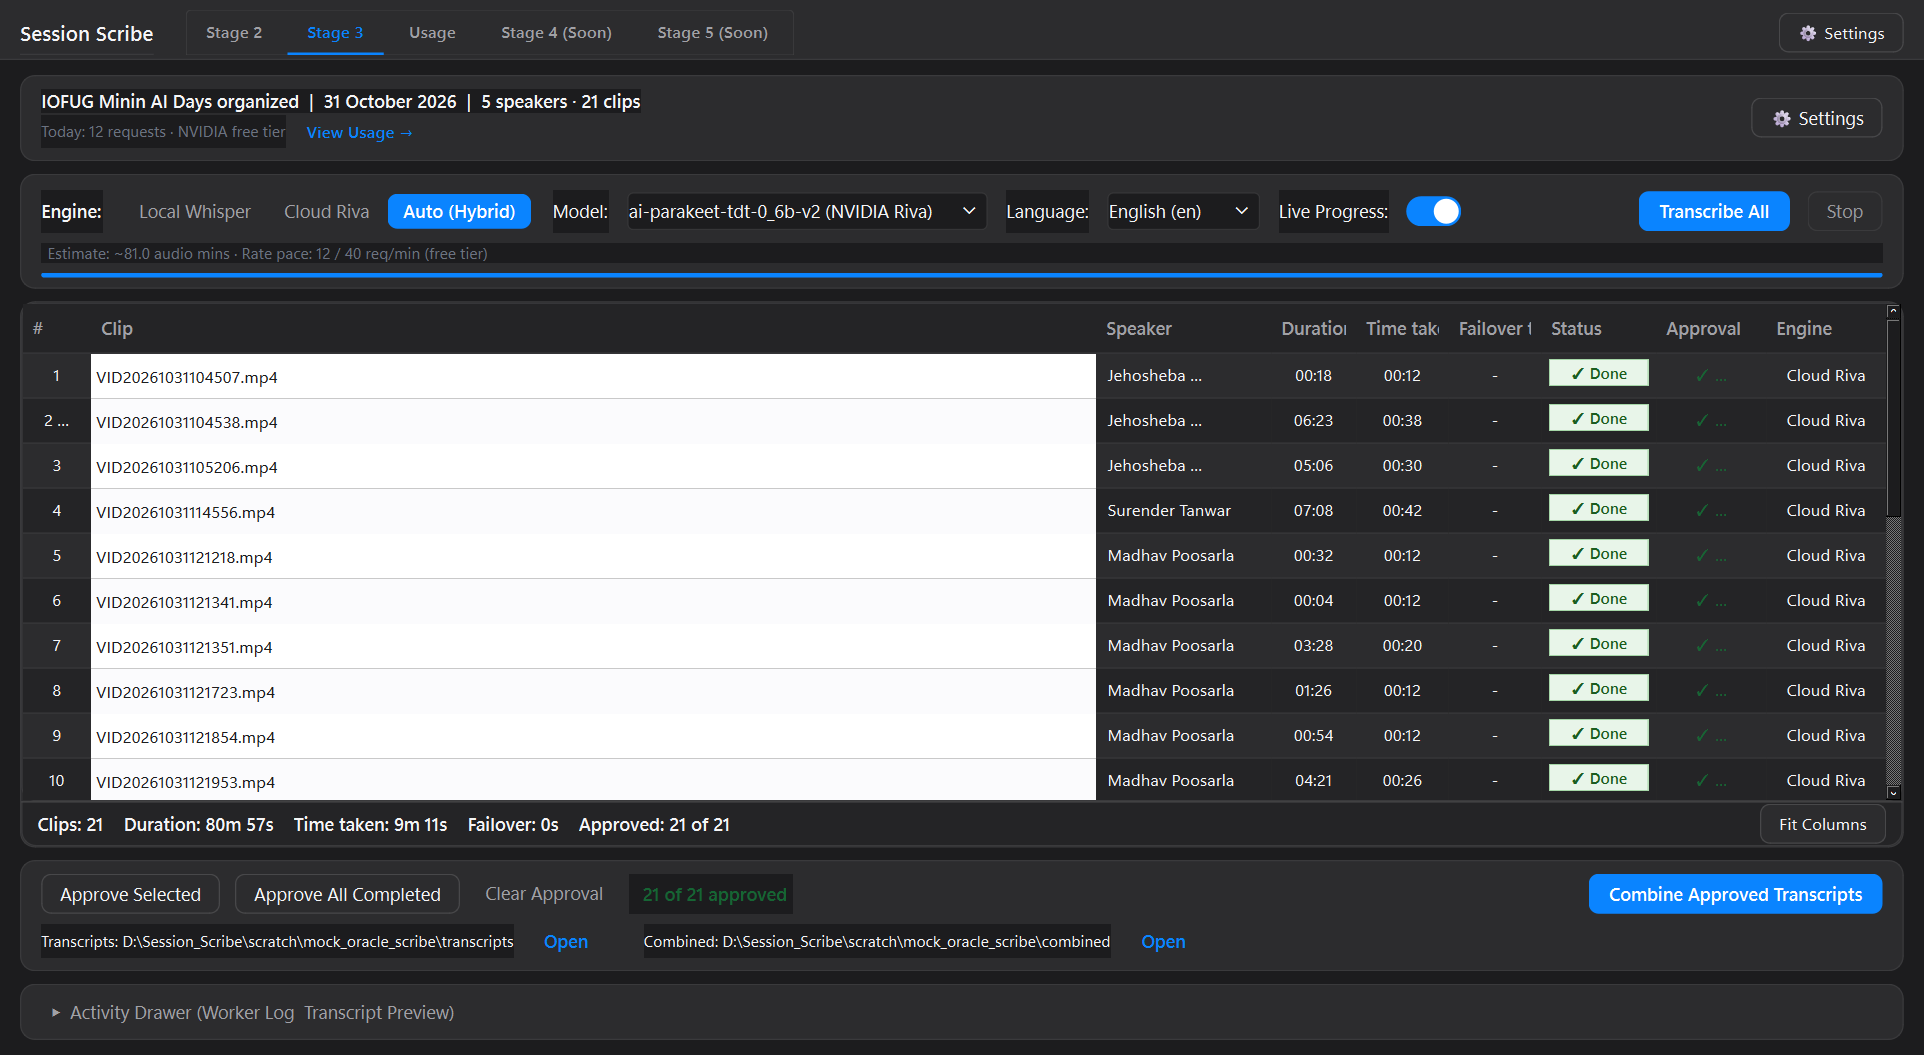 Session Scribe Stage 2 Stage 3 Usage Stage 4 (Soon) Stage 5 (Soon) Settings
IOFUG Minin AI Days organized | 31 October 2026 | 5 speakers · 21 clips
Today: 12 requests · NVIDIA free tier View Usage → Settings
Engine: Local Whisper Cloud Riva Auto (Hybrid) Model: ai-parakeet-tdt-0_6b-v2 (NVIDIA Riva) Language: English (en) Live Progress: Transcribe All Stop
Estimate: ~81.0 audio mins · Rate pace: 12 / 40 req/min (free tier)
# Clip Speaker Duration Time tak Failover t Status Approval Engine
1 VID20261031104507.mp4 Jehosheba ... 00:18 00:12 - ✓ Done ✓ ... Cloud Riva
2 ... VID20261031104538.mp4 Jehosheba ... 06:23 00:38 - ✓ Done ✓ ... Cloud Riva
3 VID20261031105206.mp4 Jehosheba ... 05:06 00:30 - ✓ Done ✓ ... Cloud Riva
4 VID20261031114556.mp4 Surender Tanwar 07:08 00:42 - ✓ Done ✓ ... Cloud Riva
5 VID20261031121218.mp4 Madhav Poosarla 00:32 00:12 - ✓ Done ✓ ... Cloud Riva
6 VID20261031121341.mp4 Madhav Poosarla 00:04 00:12 - ✓ Done ✓ ... Cloud Riva
7 VID20261031121351.mp4 Madhav Poosarla 03:28 00:20 - ✓ Done ✓ ... Cloud Riva
8 VID20261031121723.mp4 Madhav Poosarla 01:26 00:12 - ✓ Done ✓ ... Cloud Riva
9 VID20261031121854.mp4 Madhav Poosarla 00:54 00:12 - ✓ Done ✓ ... Cloud Riva
10 VID20261031121953.mp4 Madhav Poosarla 04:21 00:26 - ✓ Done ✓ ... Cloud Riva
Clips: 21 Duration: 80m 57s Time taken: 9m 11s Failover: 0s Approved: 21 of 21 Fit Columns
Approve Selected Approve All Completed Clear Approval 21 of 21 approved Combine Approved Transcripts
Transcripts: D:\Session_Scribe\scratch\mock_oracle_scribe\transcripts Open Combined: D:\Session_Scribe\scratch\mock_oracle_scribe\combined Open
▸ Activity Drawer (Worker Log Transcript Preview)